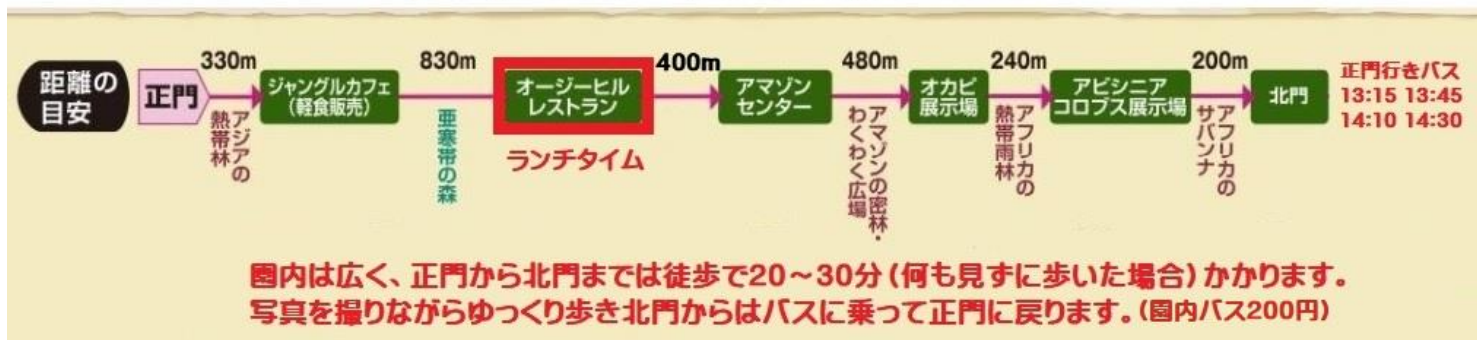 距離の
目安
正門
330m
アジアの
熱帯林
ジャングルカフェ
(軽食販売)
830m
亜寒帯の森
オージーヒル
レストラン
ランチタイム
400m
アマゾン
センター
480m
アマゾンの密林・
わくわく広場
オカピ
展示場
240m
アフリカの
熱帯雨林
アビシニア
コロブス展示場
200m
アフリカの
サバンナ
北門
正門行きバス
13:15 13:45
14:10 14:30
園内は広く、正門から北門までは徒歩で20~30分(何も見ずに歩いた場合)かかります。
写真を撮りながらゆっくり歩き北門からはバスに乗って正門に戻ります。(園内バス200円)